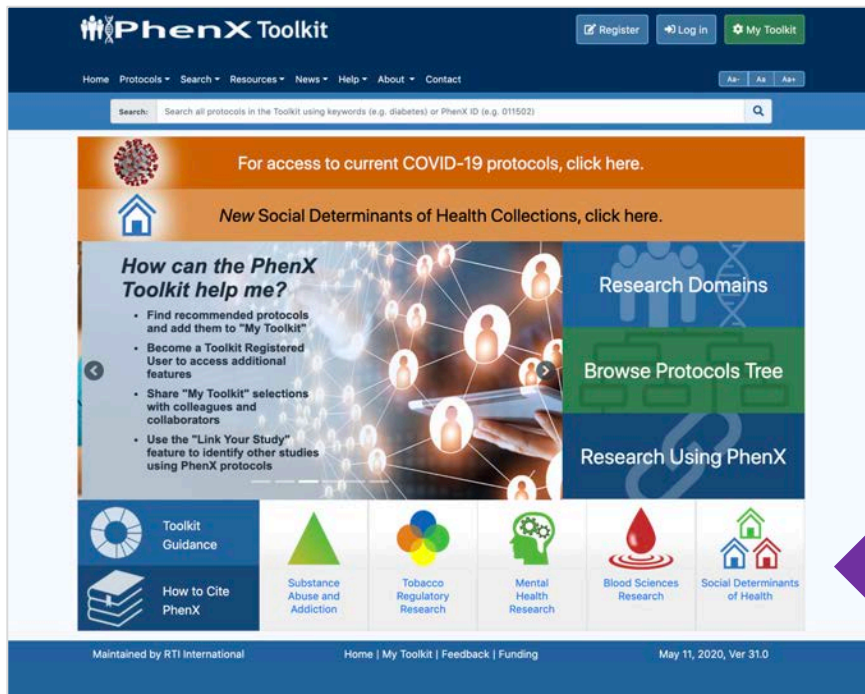 PhenX Toolkit
Register
Log in
My Toolkit
Home Protocols Search Resources News Help About Contact
Aa- Aa Aa+
Search: Search all protocols in the Toolkit using keywords (e.g. diabetes) or PhenX ID (e.g. 011502)
For access to current COVID-19 protocols, click here.
New Social Determinants of Health Collections, click here.
How can the PhenX
Toolkit help me?
• Find recommended protocols
and add them to "My Toolkit"
• Become a Toolkit Registered
User to access additional
features
• Share "My Toolkit" selections
with colleagues and
collaborators
• Use the "Link Your Study"
feature to identify other studies
using PhenX protocols
Research Domains
Browse Protocols Tree
Research Using PhenX
Toolkit
Guidance
How to Cite
PhenX
Substance
Abuse and
Addiction
Tobacco
Regulatory
Research
Mental
Health
Research
Blood Sciences
Research
Social Determinants
of Health
Maintained by RTI International
Home | My Toolkit | Feedback | Funding
May 11, 2020, Ver 31.0